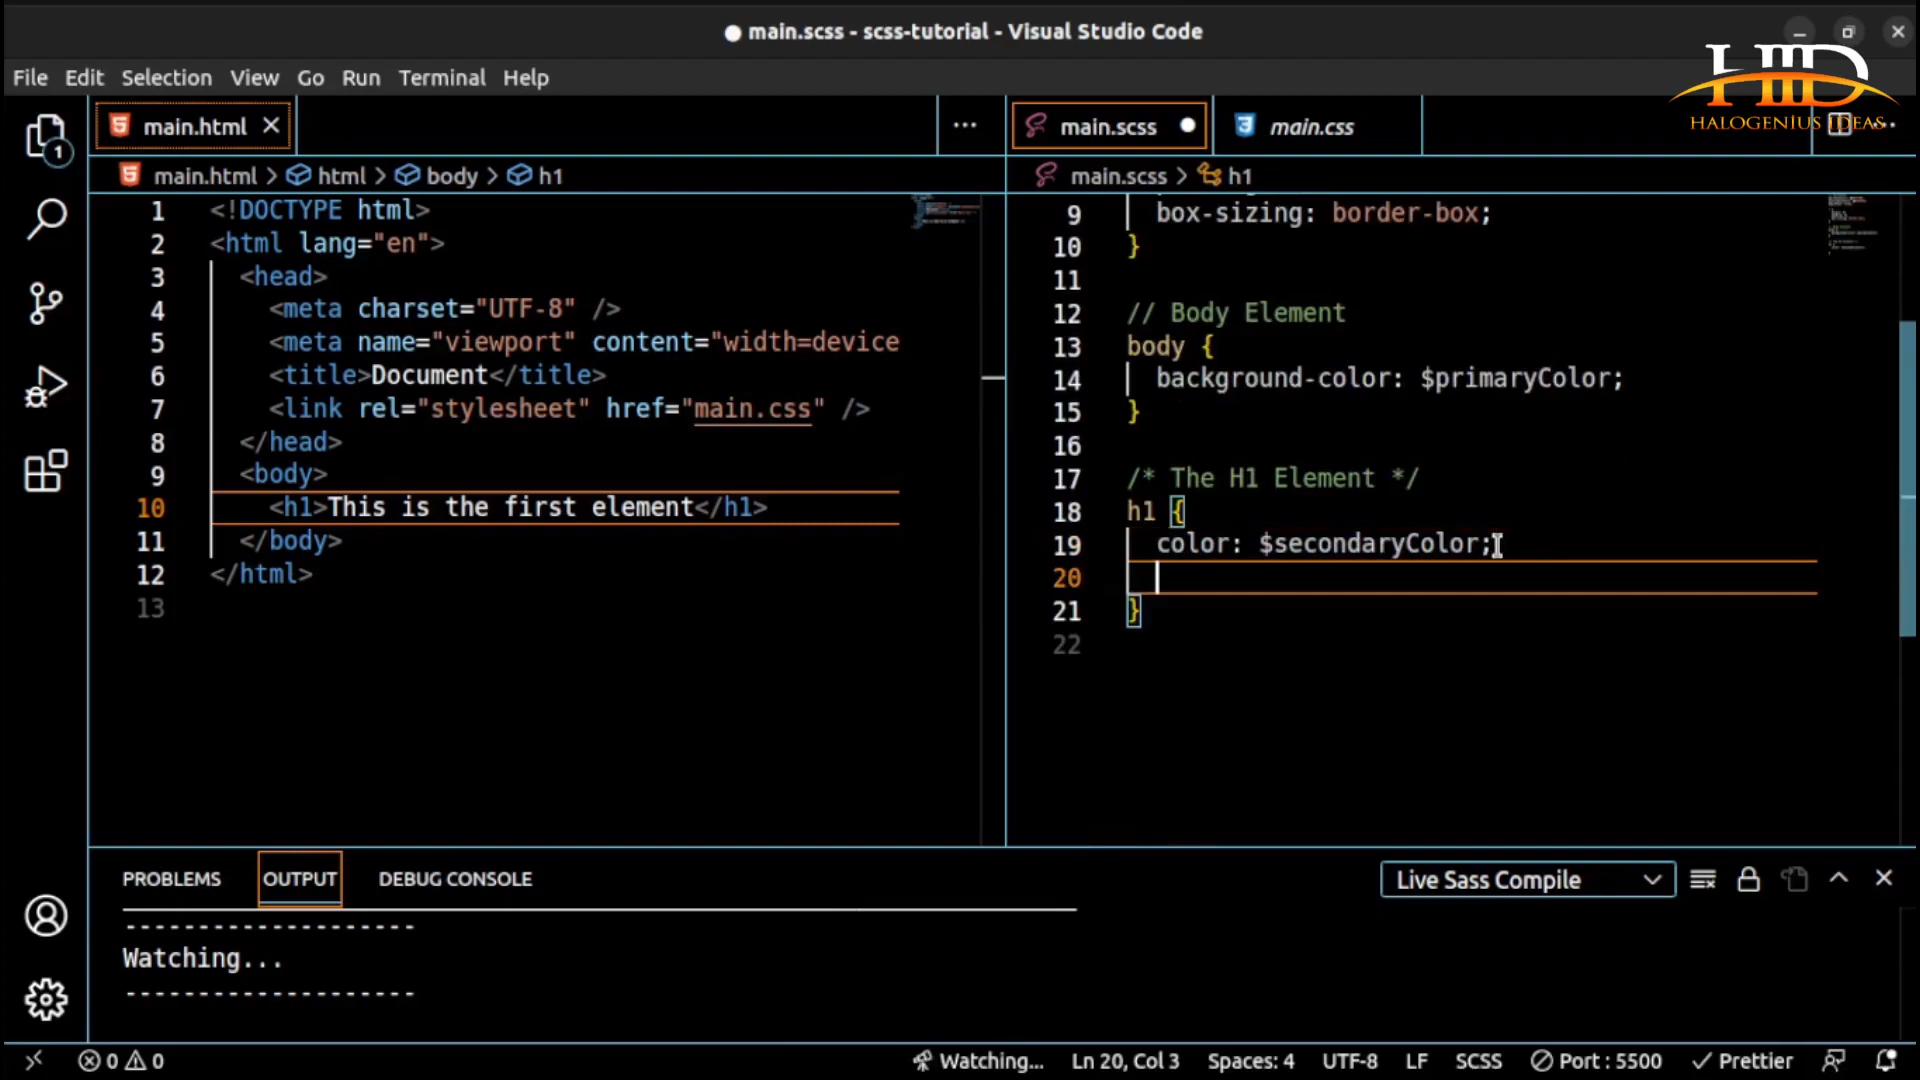 main.scss - scss-tutorial - Visual Studio Code
File Edit Selection View Go Run Terminal Help
HID
HALOGENIUS IDEAS
main.html
main.scss
main.css
main.html > html > body > h1
main.scss > h1
1 <!DOCTYPE html>
2 <html lang="en">
3 <head>
4 <meta charset="UTF-8" />
5 <meta name="viewport" content="width=device
6 <title>Document</title>
7 <link rel="stylesheet" href="main.css" />
8 </head>
9 <body>
10 <h1>This is the first element</h1>
11 </body>
12 </html>
13
9 box-sizing: border-box;
10 }
11
12 // Body Element
13 body {
14 background-color: $primaryColor;
15 }
16
17 /* The H1 Element */
18 h1 {
19 color: $secondaryColor;
20
21 }
22
1
PROBLEMS OUTPUT DEBUG CONSOLE
Live Sass Compile
--------------------
Watching...
--------------------
0 0
Watching... Ln 20, Col 3 Spaces: 4 UTF-8 LF SCSS Port : 5500 Prettier